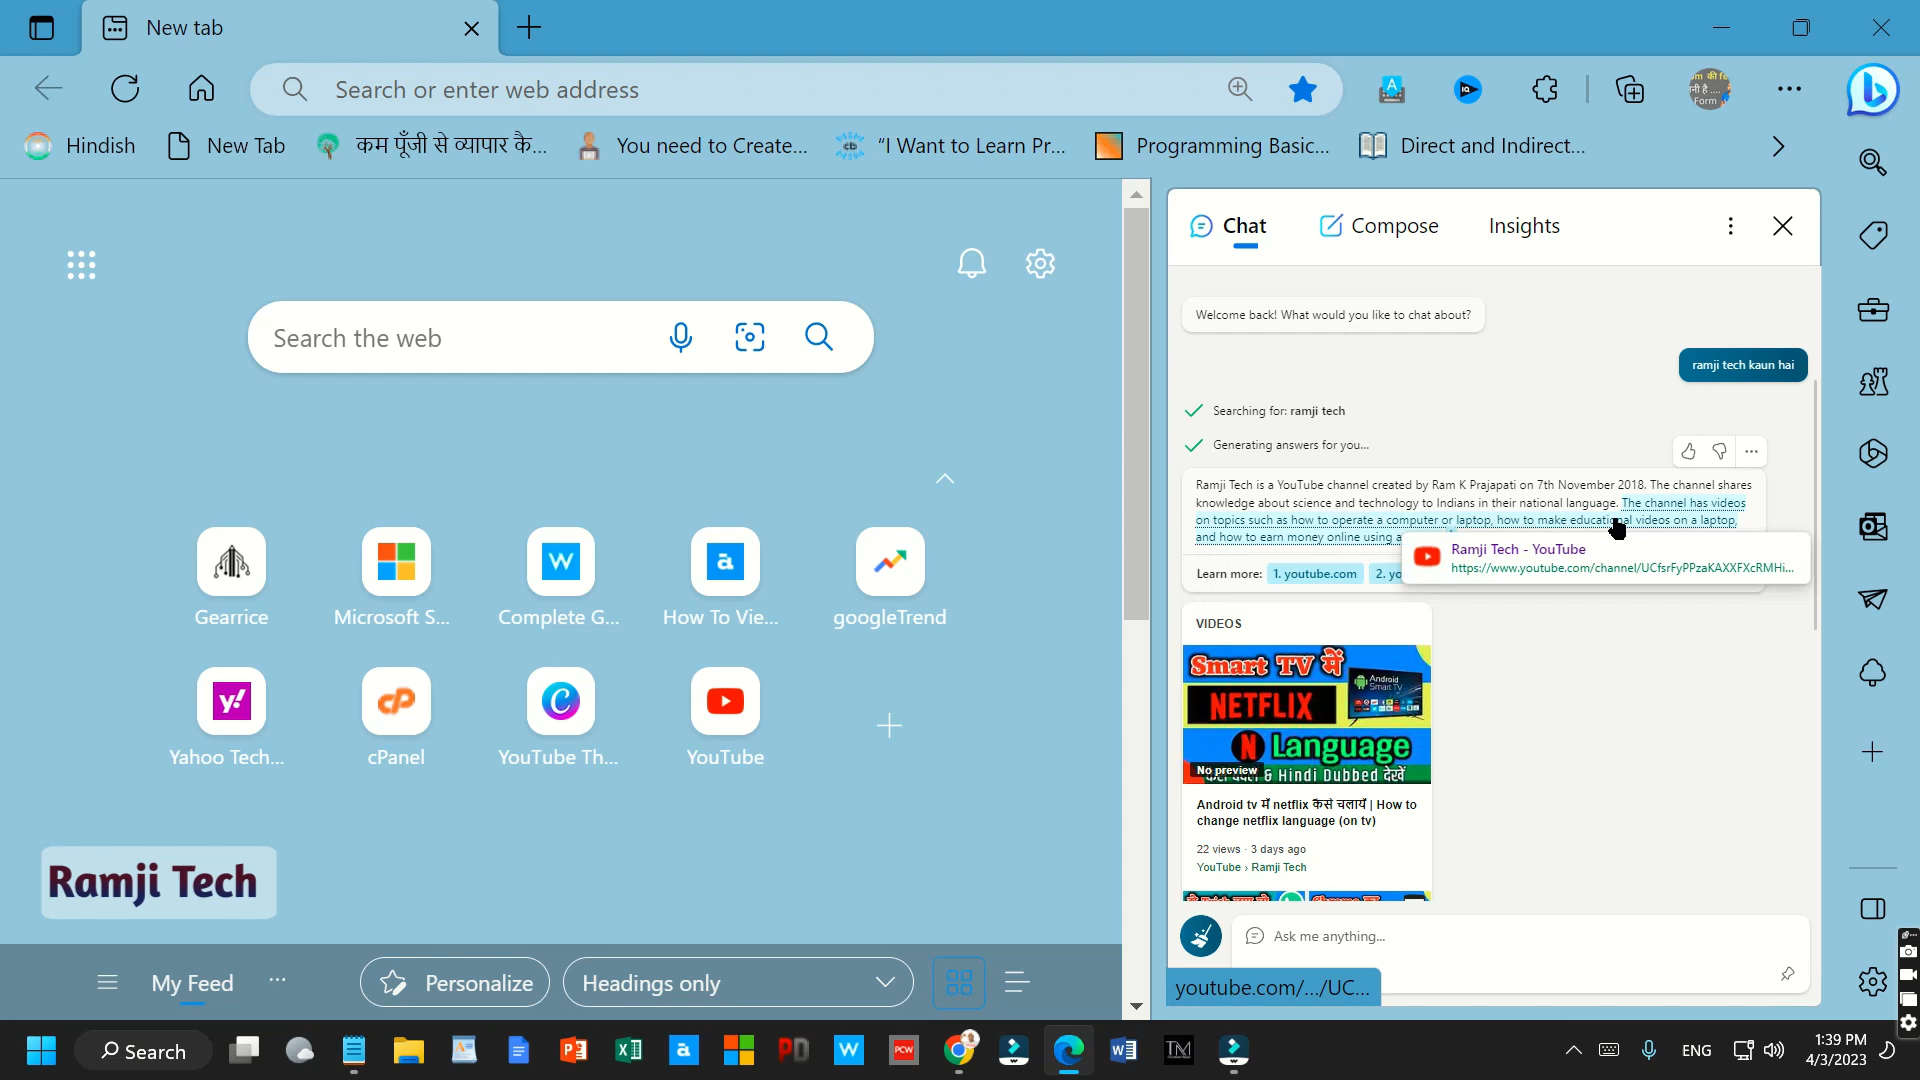 New tab
Search or enter web address
Hindish
New Tab
कम पूँजी से व्यापार कै...
You need to Create...
"I Want to Learn Pr...
Programming Basic...
Direct and Indirect...
Search the web
Gearrice
Microsoft S...
Complete G...
How To Vie...
googleTrend
Yahoo Tech...
cPanel
YouTube Th...
YouTube
Ramji Tech
My Feed
Personalize
Headings only
Chat
Compose
Insights
Welcome back! What would you like to chat about?
ramji tech kaun hai
Searching for: ramji tech
Generating answers for you...
Ramji Tech is a YouTube channel created by Ram K Prajapati on 7th November 2018. The channel shares
knowledge about science and technology to Indians in their national language. The channel has videos
on topics such as how to operate a computer or laptop, how to make educational videos on a laptop,
and how to earn money online using a
Ramji Tech - YouTube
https://www.youtube.com/channel/UCfsrFyPPzaKAXXFXcRMHi...
Learn more: 1. youtube.com 2. yo
VIDEOS
Smart TV में
NETFLIX
Android
Smart TV
Language
No preview
& Hindi Dubbed देखें
Android tv में netflix कैसे चलायें | How to
change netflix language (on tv)
22 views · 3 days ago
YouTube › Ramji Tech
Ask me anything...
youtube.com/.../UC...
Search
PCW
ENG
1:39 PM
4/3/2023